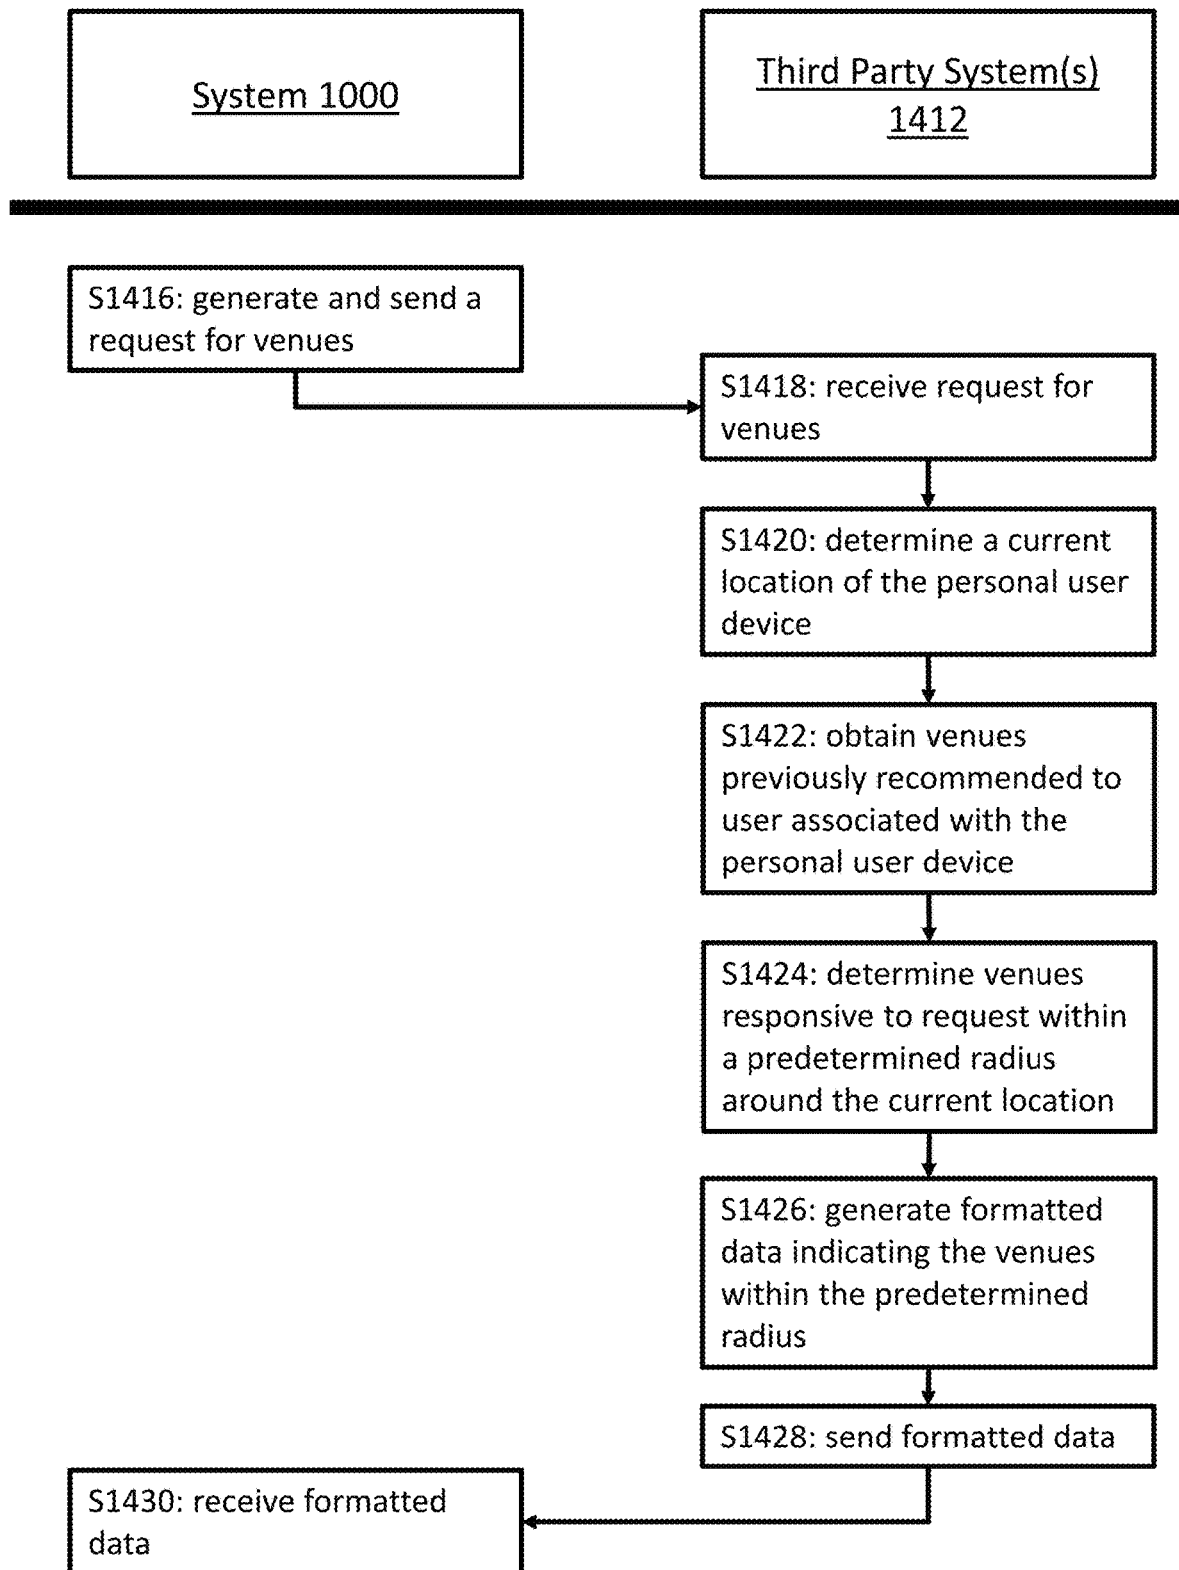 System 1000
Third Party System(s)
1412
S1416: generate and send a
request for venues
S1418: receive request for
venues
S1420: determine a current
location of the personal user
device
S1422: obtain venues
previously recommended to
user associated with the
personal user device
S1424: determine venues
responsive to request within
a predetermined radius
around the current location
S1426: generate formatted
data indicating the venues
within the predetermined
radius
S1428: send formatted data
S1430: receive formatted
data